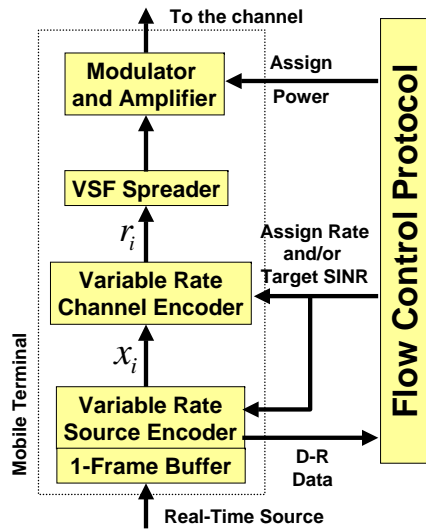 To the channel
Modulator
and Amplifier
Assign
Power
VSF Spreader
r_i
Assign Rate
and/or
Target SINR
Variable Rate
Channel Encoder
x_i
Variable Rate
Source Encoder
1-Frame Buffer
D-R
Data
Real-Time Source
Mobile Terminal
Flow Control Protocol